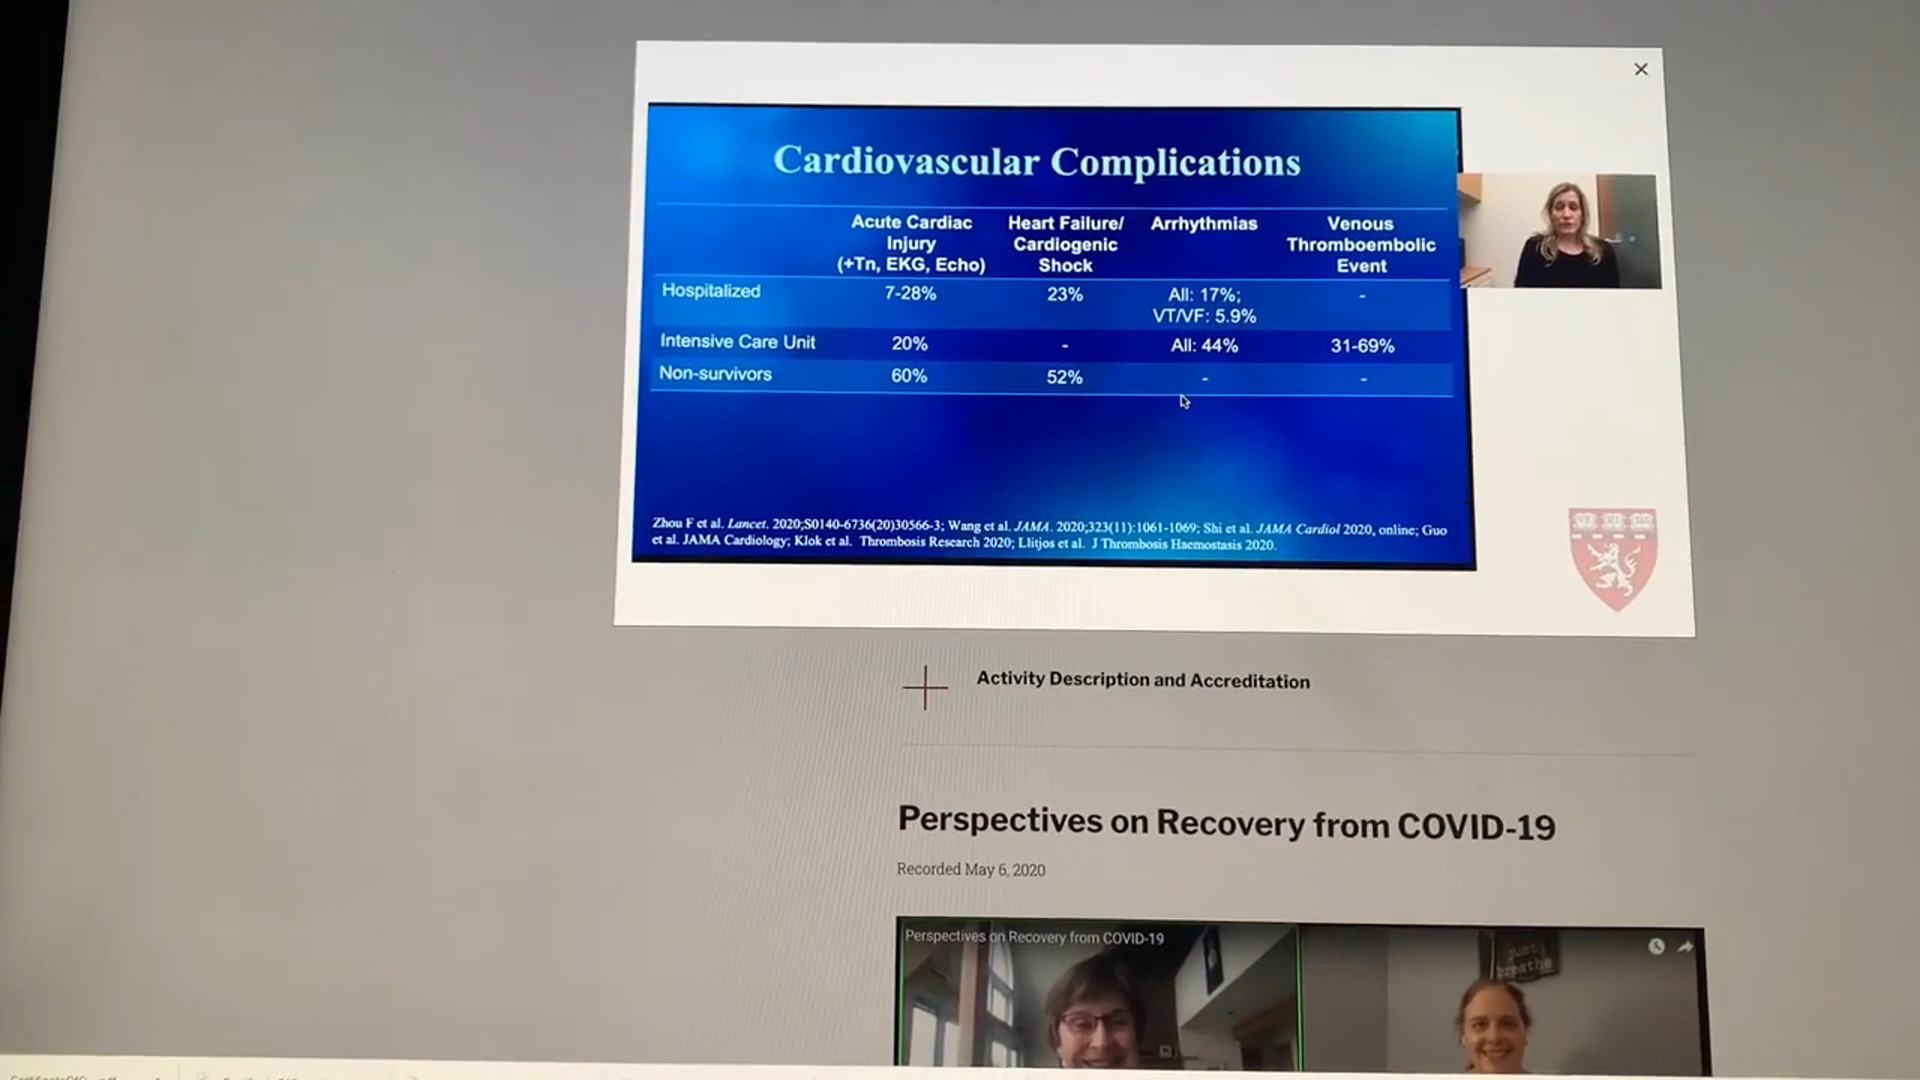 Cardiovascular Complications
Acute Cardiac Injury (+Tn, EKG, Echo)
Heart Failure/ Cardiogenic Shock
Arrhythmias
Venous Thromboembolic Event
Hospitalized 7-28% 23% All: 17%; VT/VF: 5.9% -
Intensive Care Unit 20% - All: 44% 31-69%
Non-survivors 60% 52% - -
Zhou F et al. Lancet. 2020;S0140-6736(20)30566-3; Wang et al. JAMA. 2020;323(11):1061-1069; Shi et al. JAMA Cardiol 2020, online; Guo
et al. JAMA Cardiology; Klok et al. Thrombosis Research 2020; Llitjos et al. J Thrombosis Haemostasis 2020.
Activity Description and Accreditation
Perspectives on Recovery from COVID-19
Recorded May 6, 2020
Perspectives on Recovery from COVID-19
just
breathe